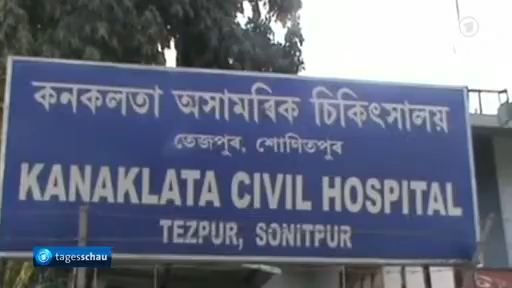 কনকলতা অসামৰিক চিকিৎসালয়
তেজপুৰ, শোণিতপুৰ
KANAKLATA CIVIL HOSPITAL
TEZPUR, SONITPUR
tagesschau